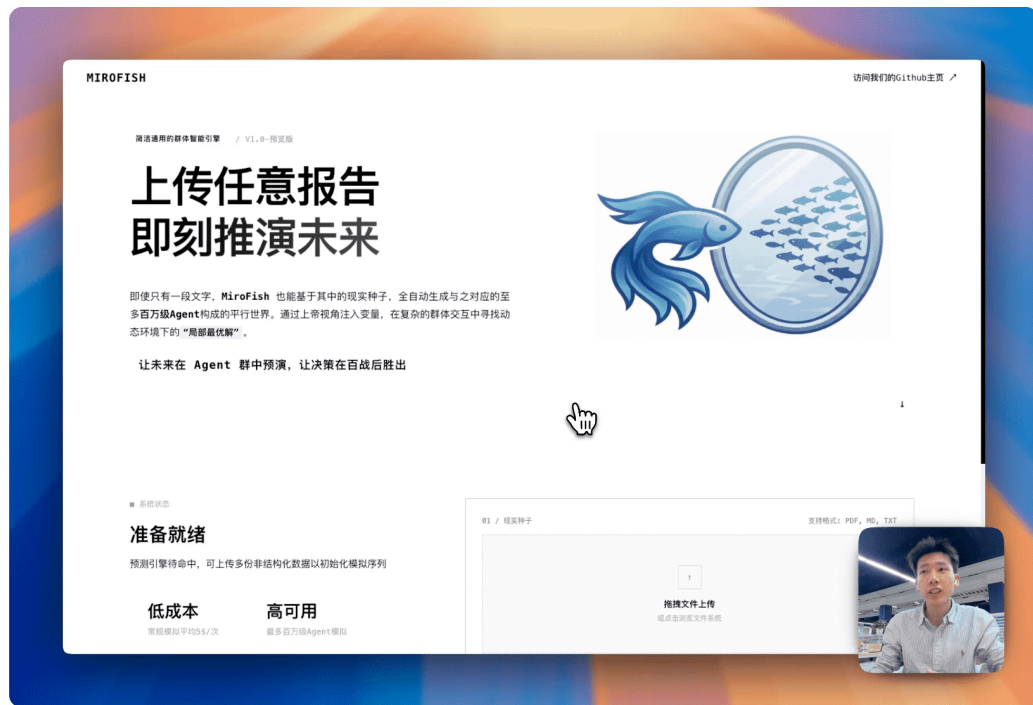 MIROFISH
访问我们的Github主页 ↗
简洁通用的群体智能引擎 / V1.0-预览版
上传任意报告
即刻推演未来
即使只有一段文字，MiroFish 也能基于其中的现实种子，全自动生成与之对应的至
多百万级Agent构成的平行世界。通过上帝视角注入变量，在复杂的群体交互中寻找动
态环境下的“局部最优解”。
让未来在 Agent 群中预演，让决策在百战后胜出
↓
■ 系统状态
准备就绪
预测引擎待命中，可上传多份非结构化数据以初始化模拟序列
低成本
常规模拟平均5$/次
高可用
最多百万级Agent模拟
01 / 现实种子
支持格式: PDF, MD, TXT
↑
拖拽文件上传
或点击浏览文件系统